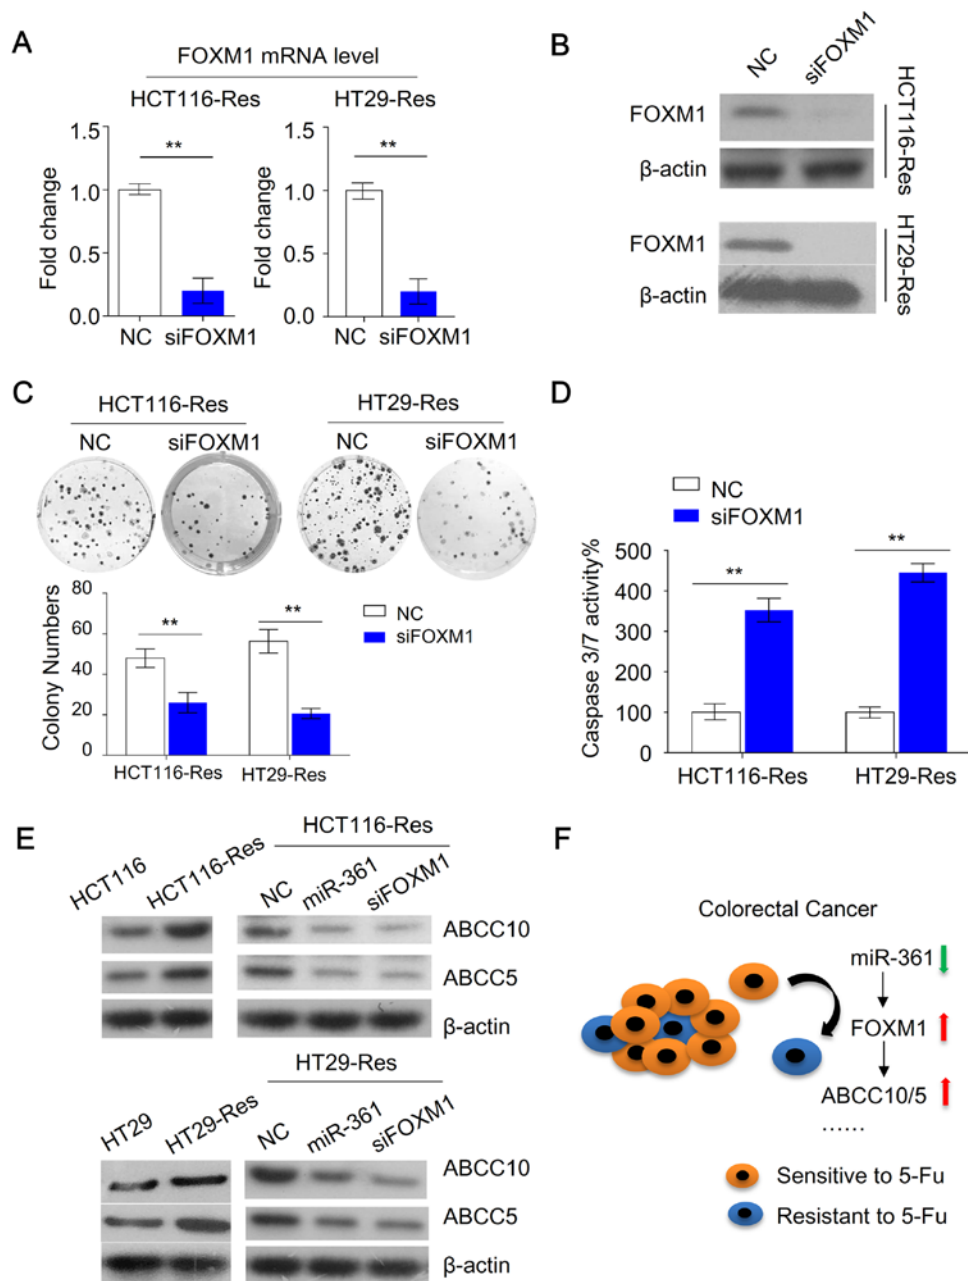 A
FOXM1 mRNA level
HCT116-Res
HT29-Res
Fold change
1.5
1.0
0.5
0.0
**
NC siFOXM1
Fold change
1.5
1.0
0.5
0.0
**
NC siFOXM1
B
NC siFOXM1
FOXM1
β-actin
HCT116-Res
FOXM1
β-actin
HT29-Res
C
HCT116-Res
HT29-Res
NC siFOXM1
NC siFOXM1
Colony Numbers
80
60
40
20
0
**
**
NC
siFOXM1
HCT116-Res
HT29-Res
D
NC
siFOXM1
Caspase 3/7 activity%
500
400
300
200
100
0
**
**
HCT116-Res
HT29-Res
E
HCT116-Res
HCT116 HCT116-Res NC miR-361 siFOXM1
ABCC10
ABCC5
β-actin
HT29-Res
HT29 HT29-Res NC miR-361 siFOXM1
ABCC10
ABCC5
β-actin
F
Colorectal Cancer
miR-361
FOXM1
ABCC10/5
......
Sensitive to 5-Fu
Resistant to 5-Fu